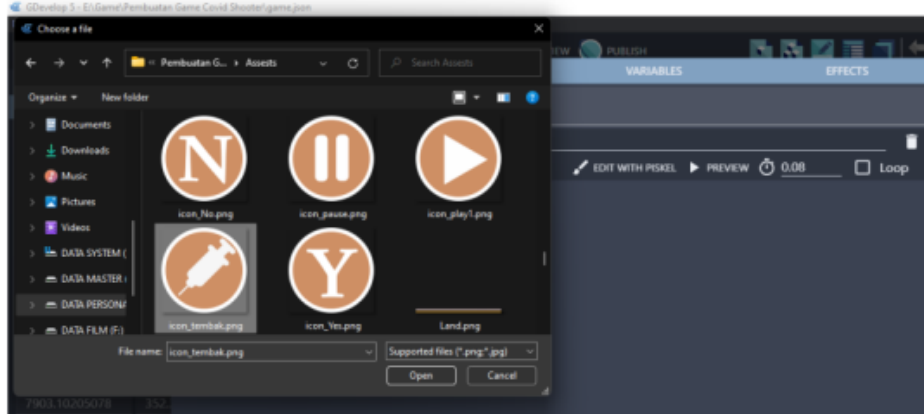 GDevelop 5 - E:\Game\Pembuatan Game Covid Shooter\game.json
Choose a file
Pembuatan G... › Assests
Search Assests
PUBLISH
VARIABLES
EFFECTS
Organize
New folder
Documents
Downloads
Music
Pictures
Videos
DATA SYSTEM (
DATA MASTER
DATA PERSONA
DATA FILM (F:)
N
icon_No.png
icon_pause.png
icon_play1.png
icon_tembak.png
Y
icon_Yes.png
Land.png
EDIT WITH PISKEL
PREVIEW
0.08
Loop
File name: icon_tembak.png
Supported files (*.png;*.jpg)
Open
Cancel
7903.10205078
352.